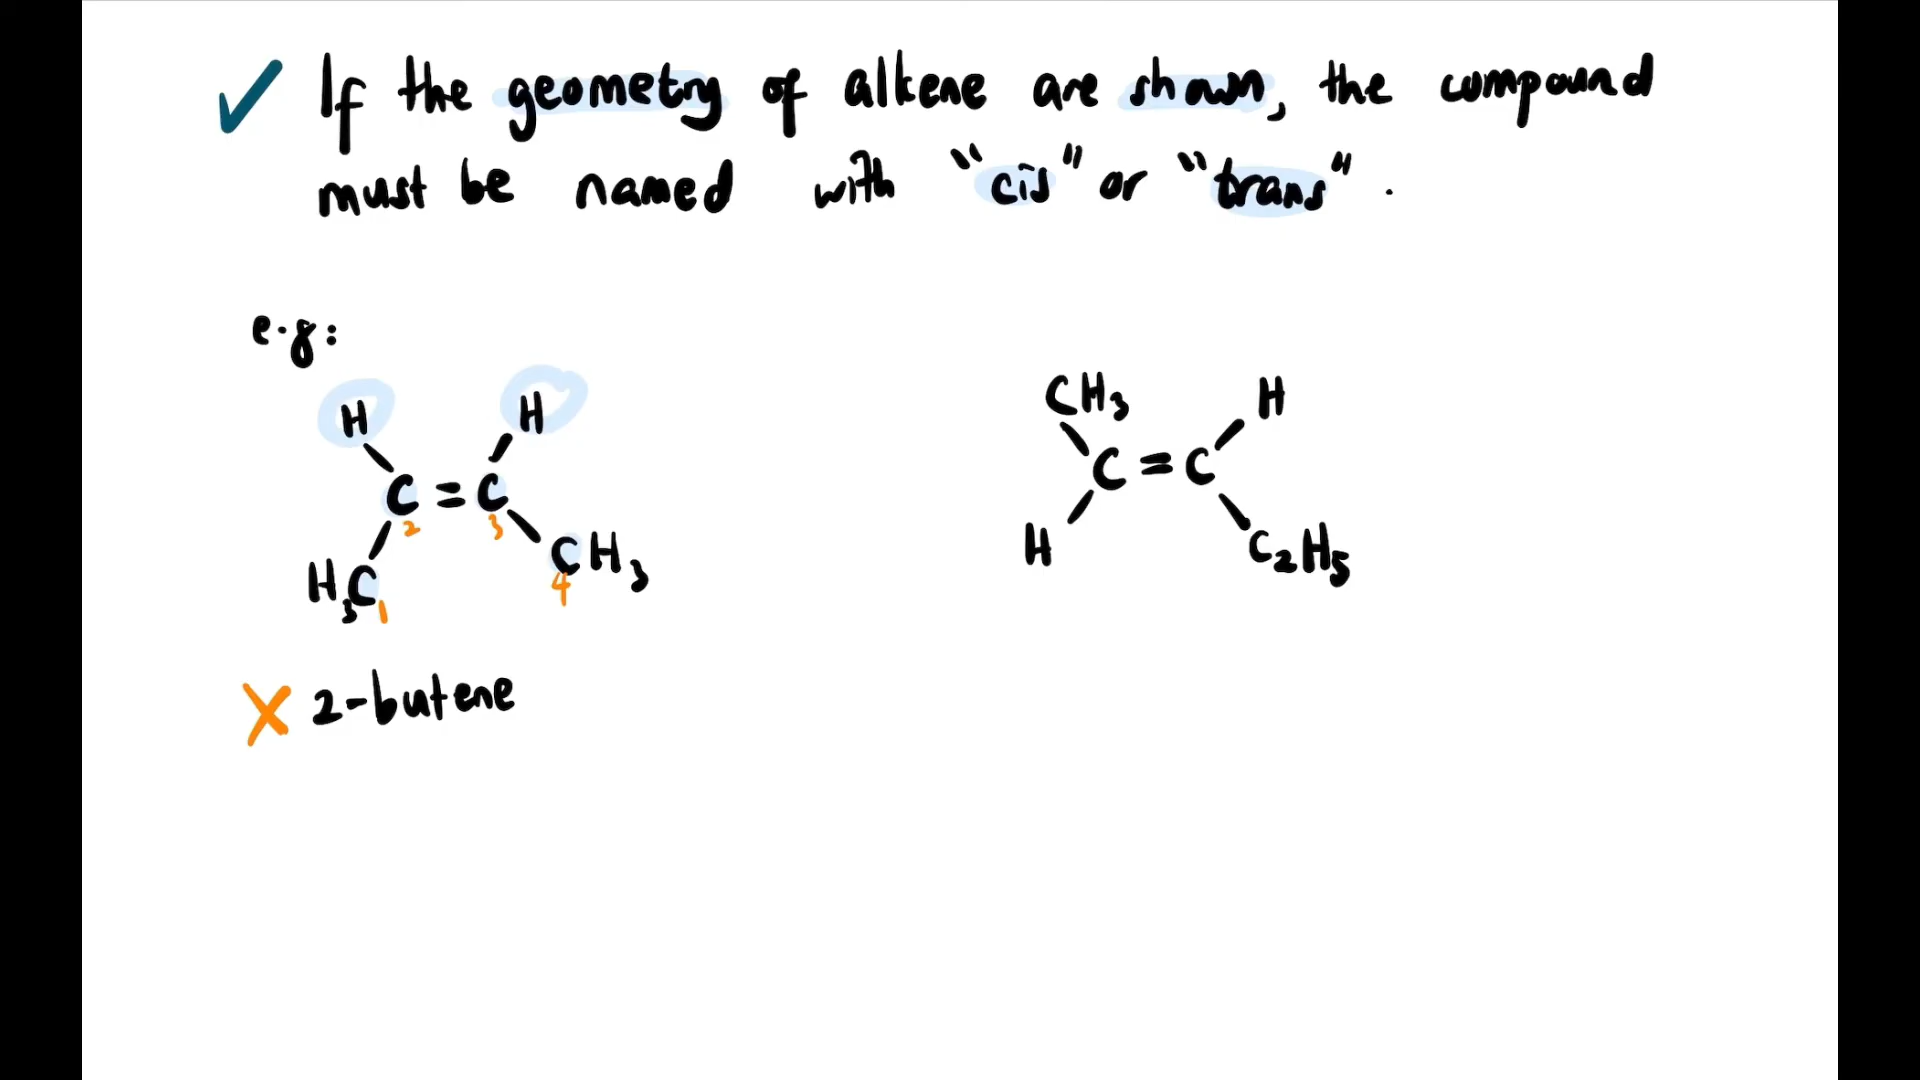 ✓ If the geometry of alkene are shown, the compound
must be named with "cis" or "trans".
e.g:
H H
C = C
2 3
H₃C CH₃
1 4
CH₃ H
C = C
H C₂H₅
✗ 2-butene